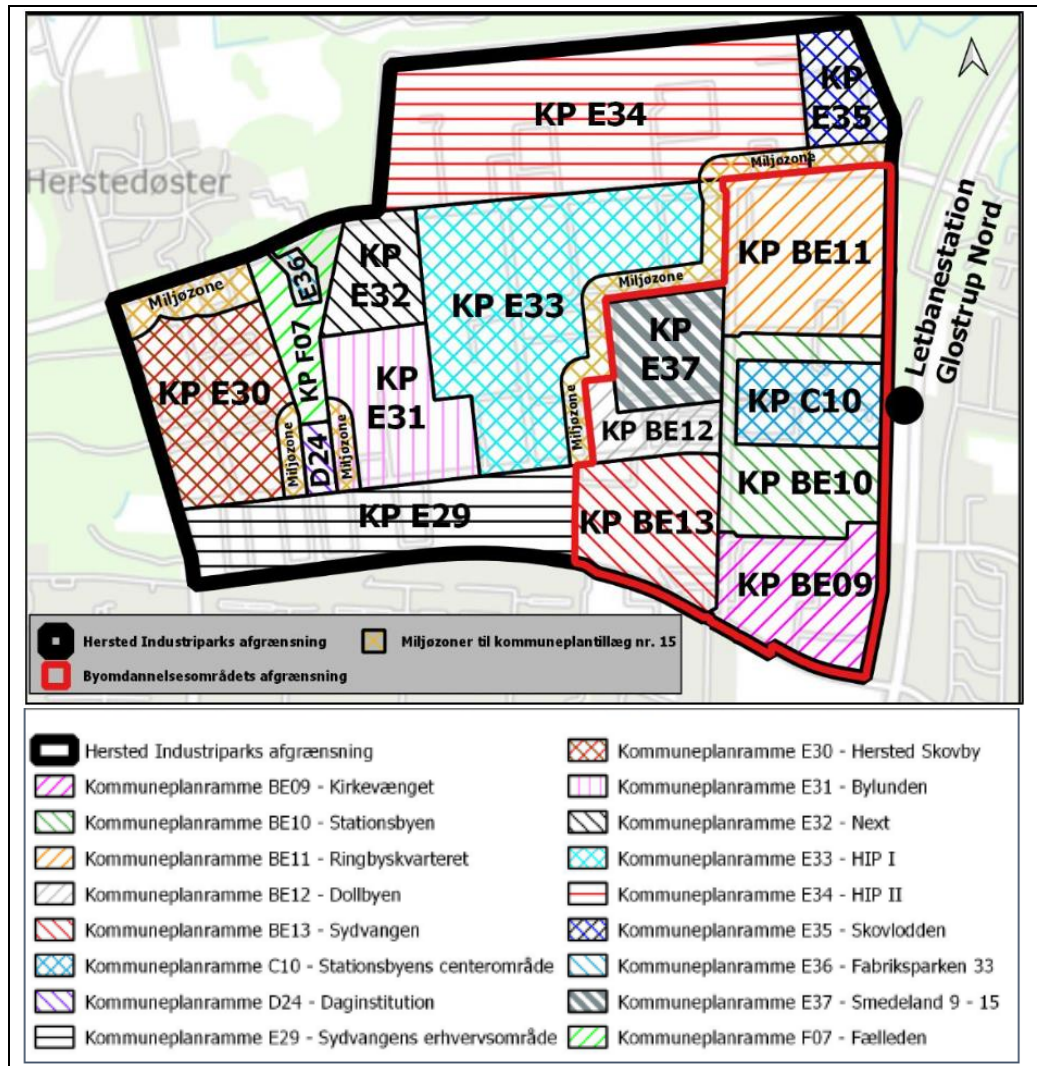 KP
E35
KP E34
Miljøzone
Herstedøster
KP BE11
Letbanestation
Glostrup Nord
KP
E32
E36
KP E33
Miljøzone
Miljøzone
KP F07
KP
E37
KP E30
KP
E31
KP C10
Miljøzone
KP BE12
Miljøzone
D24
Miljøzone
KP BE10
KP E29
KP BE13
KP BE09
Hersted Industriparks afgrænsning
Miljøzoner til kommuneplantillæg nr. 15
Byomdannelsesområdets afgrænsning
Hersted Industriparks afgrænsning
Kommuneplanramme BE09 - Kirkevænget
Kommuneplanramme BE10 - Stationsbyen
Kommuneplanramme BE11 - Ringbyskvarteret
Kommuneplanramme BE12 - Dollbyen
Kommuneplanramme BE13 - Sydvangen
Kommuneplanramme C10 - Stationsbyens centerområde
Kommuneplanramme D24 - Daginstitution
Kommuneplanramme E29 - Sydvangens erhvervsområde
Kommuneplanramme E30 - Hersted Skovby
Kommuneplanramme E31 - Bylunden
Kommuneplanramme E32 - Next
Kommuneplanramme E33 - HIP I
Kommuneplanramme E34 - HIP II
Kommuneplanramme E35 - Skovlodden
Kommuneplanramme E36 - Fabriksparken 33
Kommuneplanramme E37 - Smedeland 9 - 15
Kommuneplanramme F07 - Fælleden